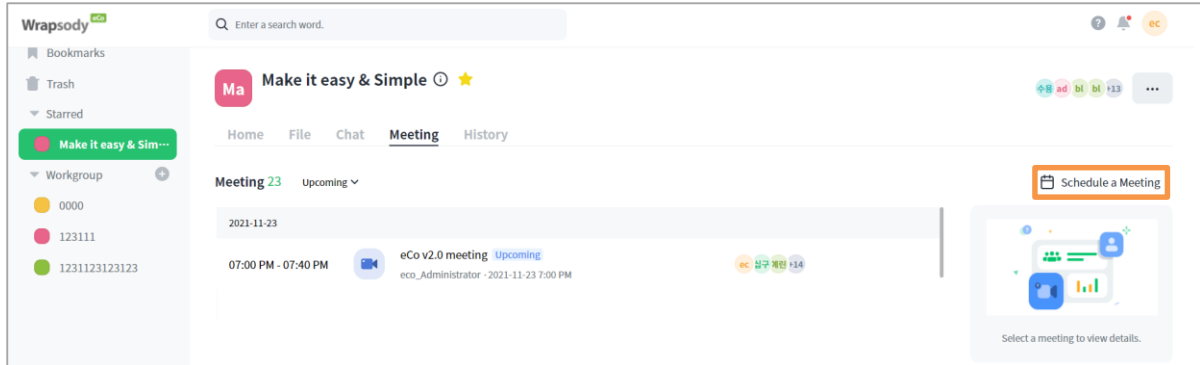 Wrapsody eCo
Enter a search word.
ec
Bookmarks
Trash
Starred
Make it easy & Sim···
Workgroup
0000
123111
1231123123123
Ma
Make it easy & Simple
수용 ad bl bl +13
Home File Chat Meeting History
Meeting 23 Upcoming
Schedule a Meeting
2021-11-23
07:00 PM - 07:40 PM
eCo v2.0 meeting Upcoming
eco_Administrator - 2021-11-23 7:00 PM
ec +14
Select a meeting to view details.